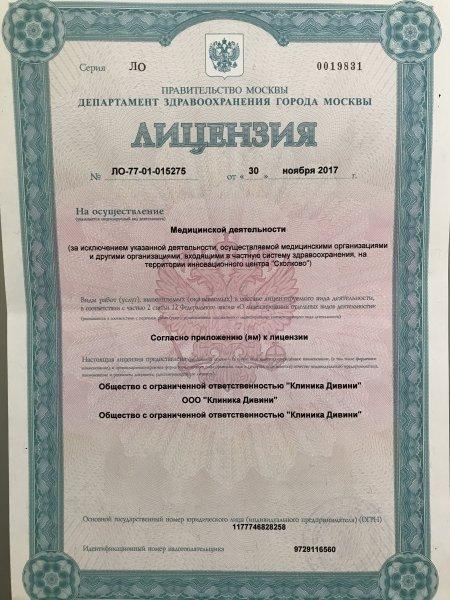 Серия ЛО 0019831
ПРАВИТЕЛЬСТВО МОСКВЫ
ДЕПАРТАМЕНТ ЗДРАВООХРАНЕНИЯ ГОРОДА МОСКВЫ
ЛИЦЕНЗИЯ
№ ЛО-77-01-015275 от « 30 » ноября 2017 г.
На осуществление
(указывается лицензируемый вид деятельности)
Медицинской деятельности
(за исключением указанной деятельности, осуществляемой медицинскими организациями
и другими организациями, входящими в частную систему здравоохранения, на
территории инновационного центра "Сколково")
Виды работ (услуг), выполняемых (оказываемых) в составе лицензируемого вида деятельности,
в соответствии с частью 2 статьи 12 Федерального закона «О лицензировании отдельных видов деятельности»
Согласно приложению (ям) к лицензии
Настоящая лицензия предоставлена
Общество с ограниченной ответственностью "Клиника Дивини"
ООО "Клиника Дивини"
Общество с ограниченной ответственностью "Клиника Дивини"
Основной государственный номер юридического лица (индивидуального предпринимателя) (ОГРН)
1177746828258
Идентификационный номер налогоплательщика 9729116560